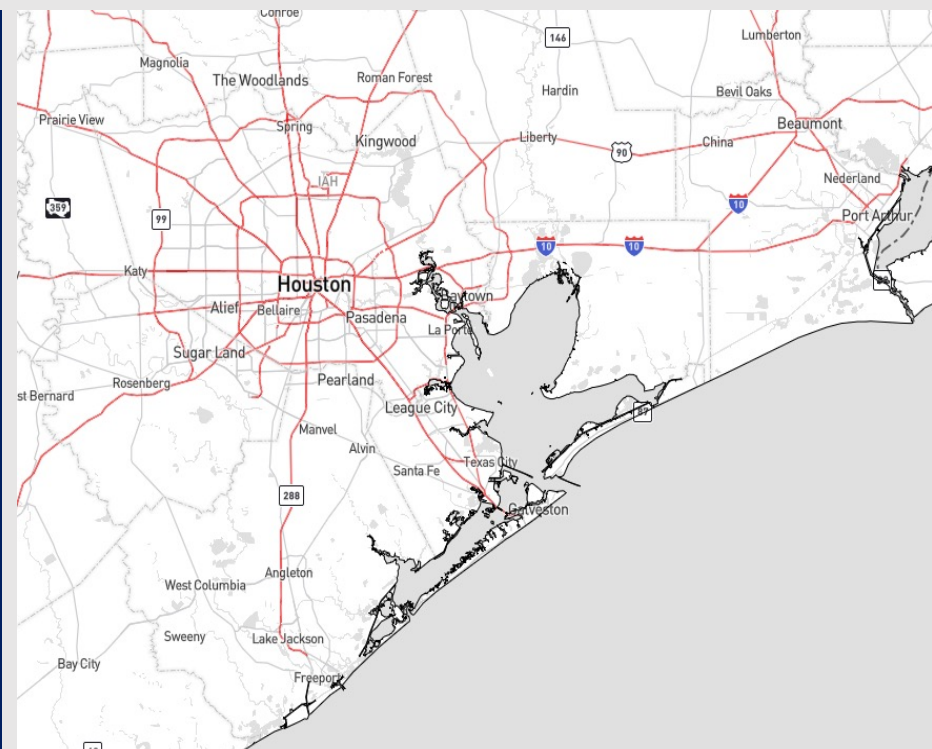 Conroe
146
Lumberton
Magnolia
The Woodlands
Roman Forest
Hardin
Bevil Oaks
Prairie View
Spring
Kingwood
Liberty
90
China
Beaumont
IAH
Nederland
359
99
10
Port Arthur
10
10
Katy
Houston
Baytown
Alief
Bellaire
Pasadena
La Porte
Sugar Land
Rosenberg
Pearland
st Bernard
League City
87
Manvel
Alvin
Santa Fe
Texas City
288
Galveston
Angleton
West Columbia
Sweeny
Lake Jackson
Bay City
Freeport